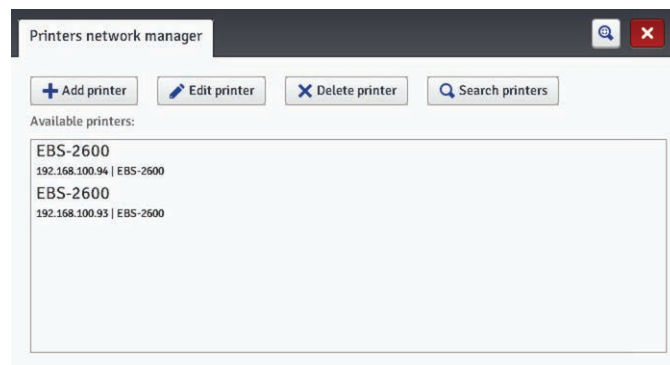 Printers network manager
Add printer Edit printer Delete printer Search printers
Available printers:
EBS-2600
192.168.100.94 | EBS-2600
EBS-2600
192.168.100.93 | EBS-2600